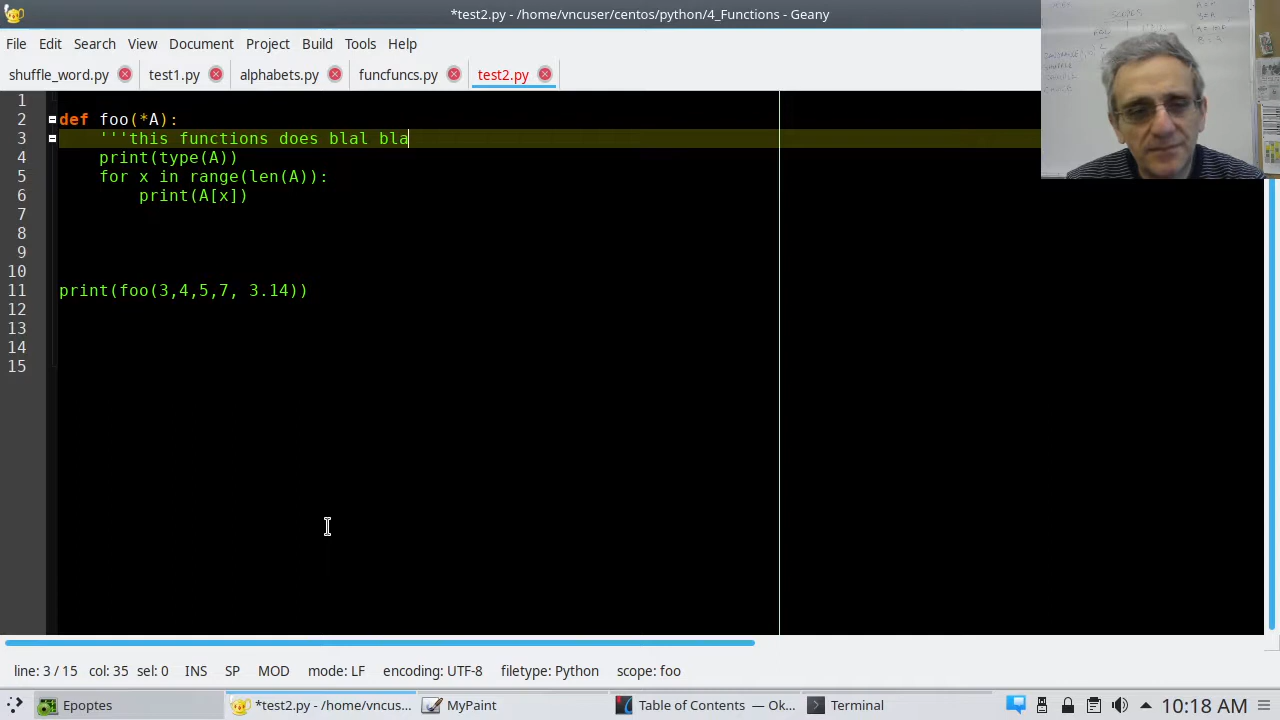 *test2.py - /home/vncuser/centos/python/4_Functions - Geany
File Edit Search View Document Project Build Tools Help
shuffle_word.py test1.py alphabets.py funcfuncs.py test2.py
1
2 def foo(*A):
3 '''this functions does blal bla
4 print(type(A))
5 for x in range(len(A)):
6 print(A[x])
7
8
9
10
11 print(foo(3,4,5,7, 3.14))
12
13
14
15
line: 3 / 15 col: 35 sel: 0 INS SP MOD mode: LF encoding: UTF-8 filetype: Python scope: foo
Epoptes *test2.py - /home/vncus... MyPaint Table of Contents — Ok... Terminal 10:18 AM